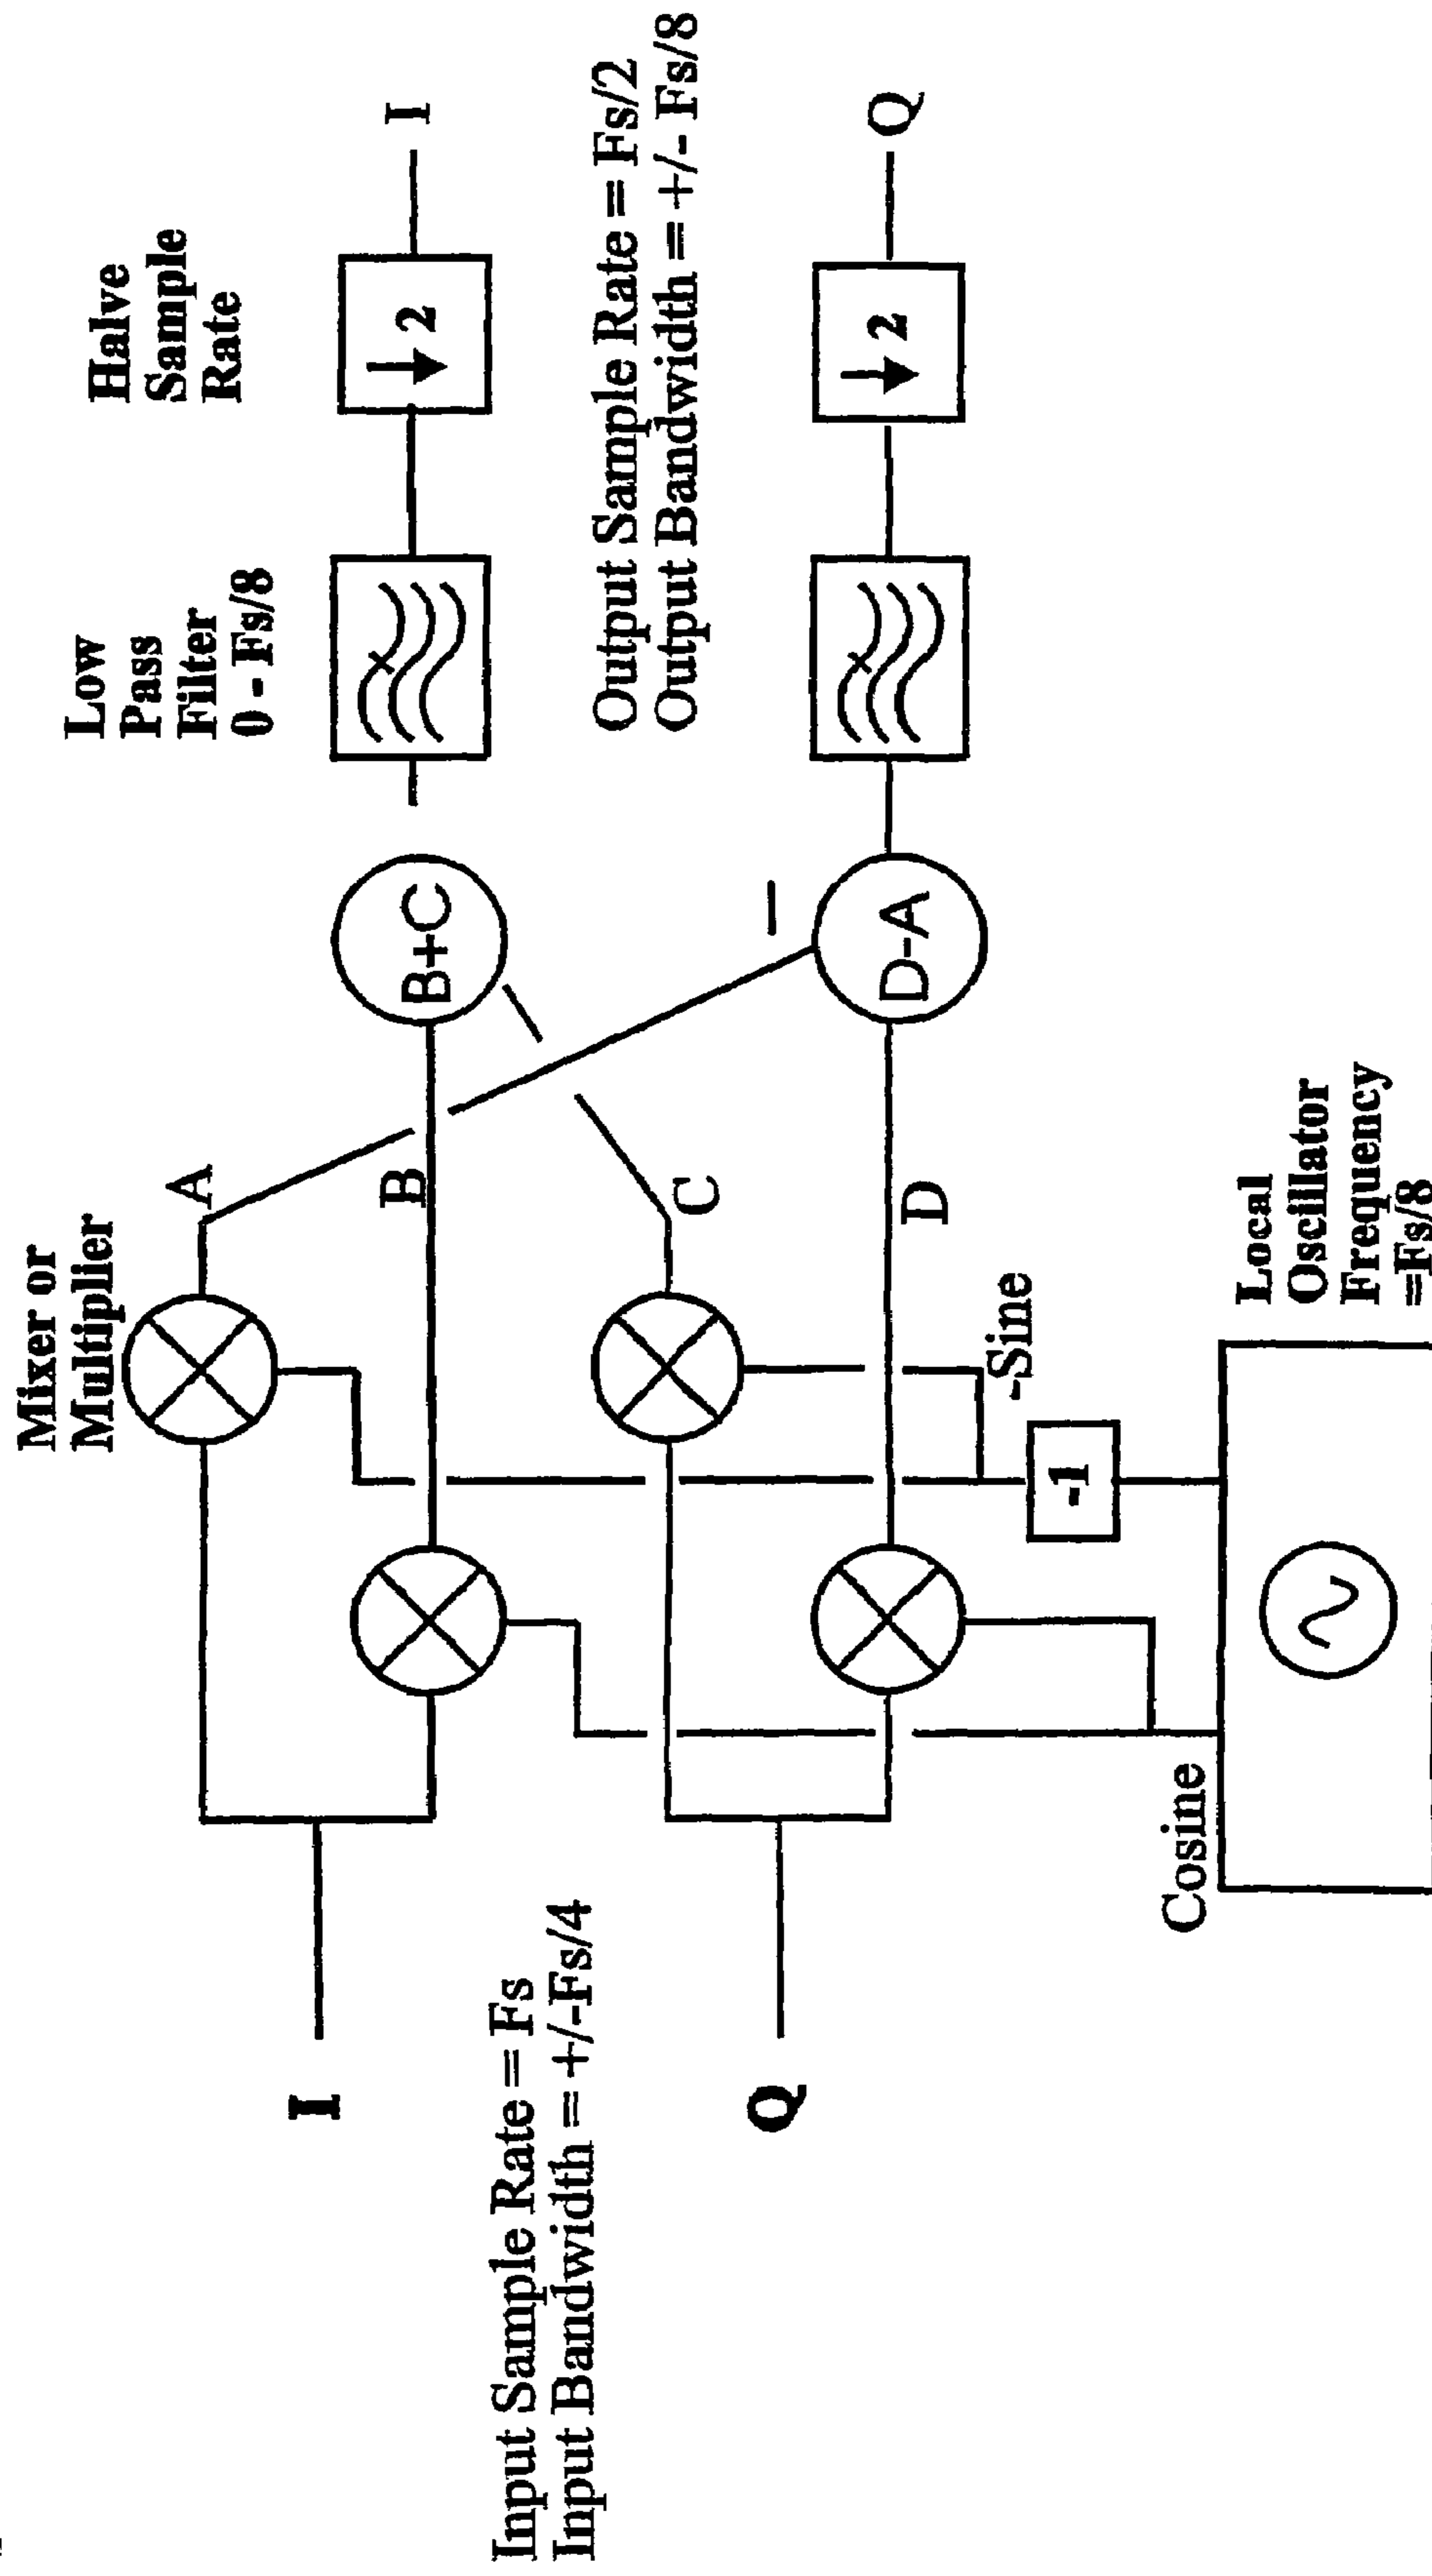 Mixer or
Multiplier
Low
Pass
Filter
0 - Fs/8
Halve
Sample
Rate
I
A
B
B+C
↓ 2
I
Input Sample Rate = Fs
Input Bandwidth = +/-Fs/4
Output Sample Rate = Fs/2
Output Bandwidth = +/- Fs/8
Q
C
D
–
D-A
↓ 2
Q
-Sine
-1
Cosine
Local
Oscillator
Frequency
=Fs/8